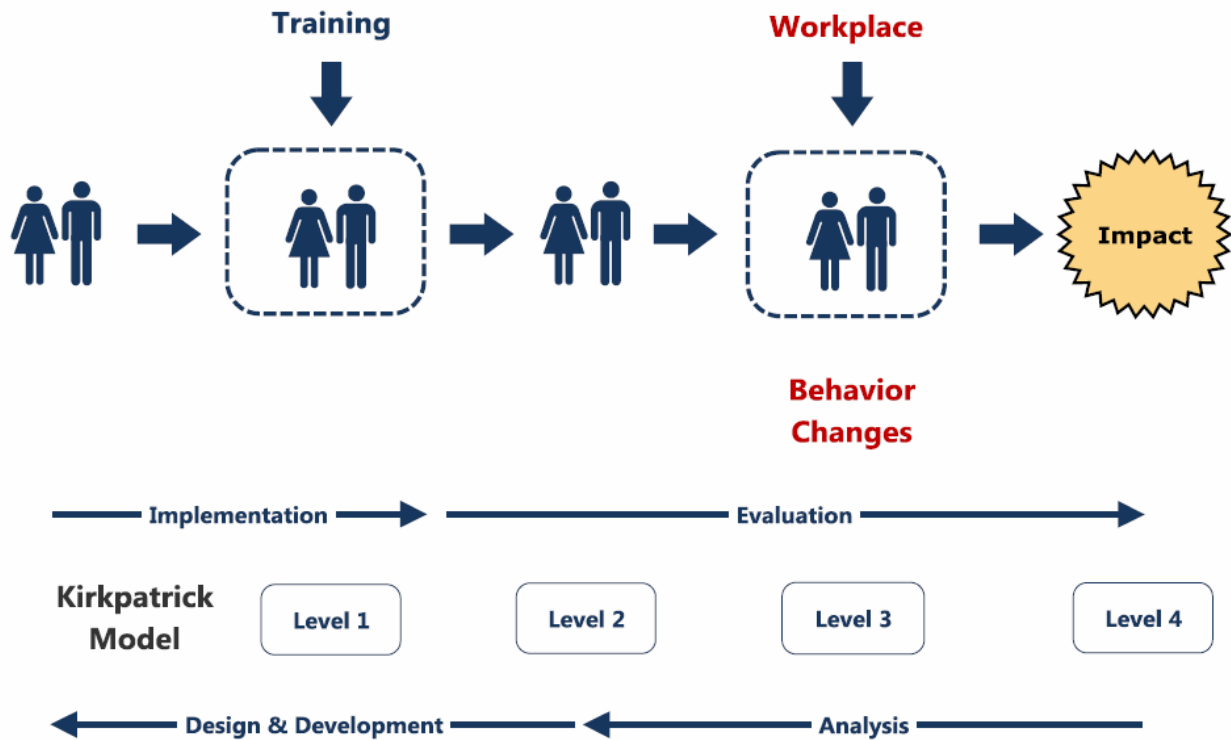 Training
Workplace
Impact
Behavior
Changes
Implementation
Evaluation
Kirkpatrick
Model
Level 1
Level 2
Level 3
Level 4
Design & Development
Analysis